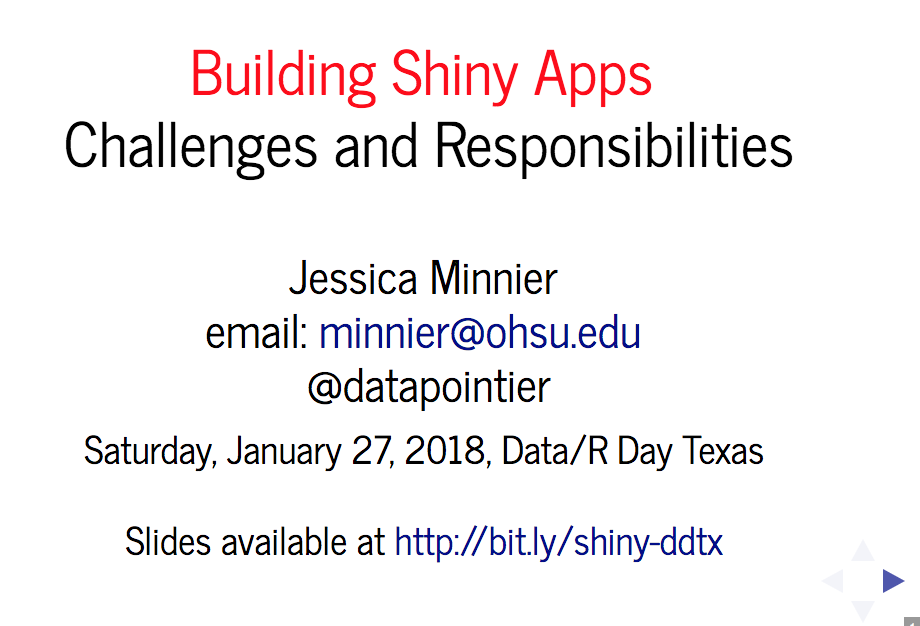 Building Shiny Apps
Challenges and Responsibilities
Jessica Minnier
email: minnier@ohsu.edu
@datapointier
Saturday, January 27, 2018, Data/R Day Texas
Slides available at http://bit.ly/shiny-ddtx